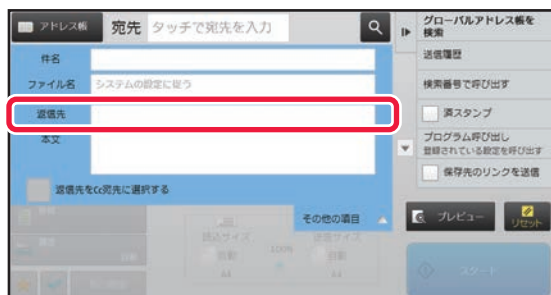 アドレス帳 宛先 タッチで宛先を入力
件名
ファイル名 システムの設定に従う
返信先
本文
返信先をCc宛先に選択する
その他の項目
グローバルアドレス帳を
検索
送信履歴
検索番号で呼び出す
済スタンプ
プログラム呼び出し
登録されている設定を呼び出す
保存先のリンクを送信
プレビュー
リセット
スタート
100%
自動
自動
A4
A4